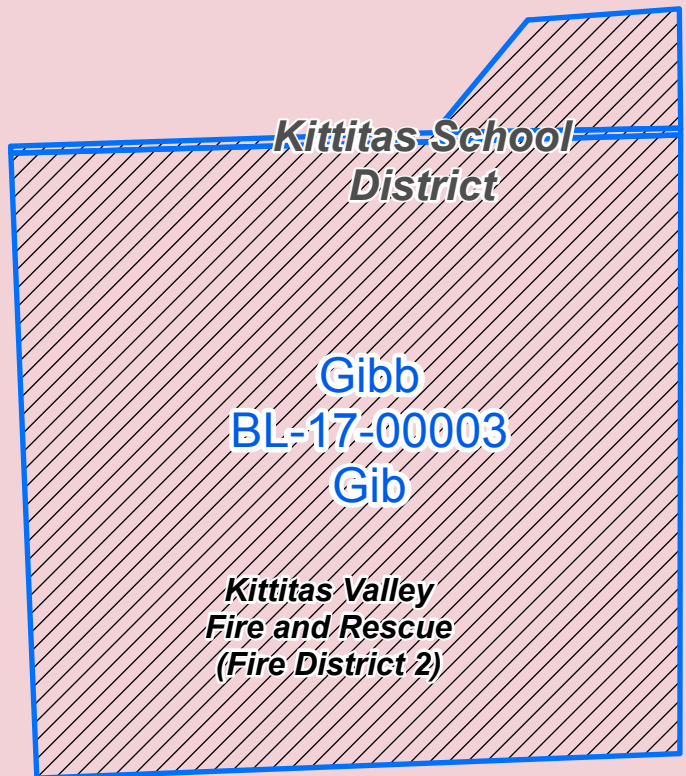 Kittitas School
District
Gibb
BL-17-00003
Gib
Kittitas Valley
Fire and Rescue
(Fire District 2)